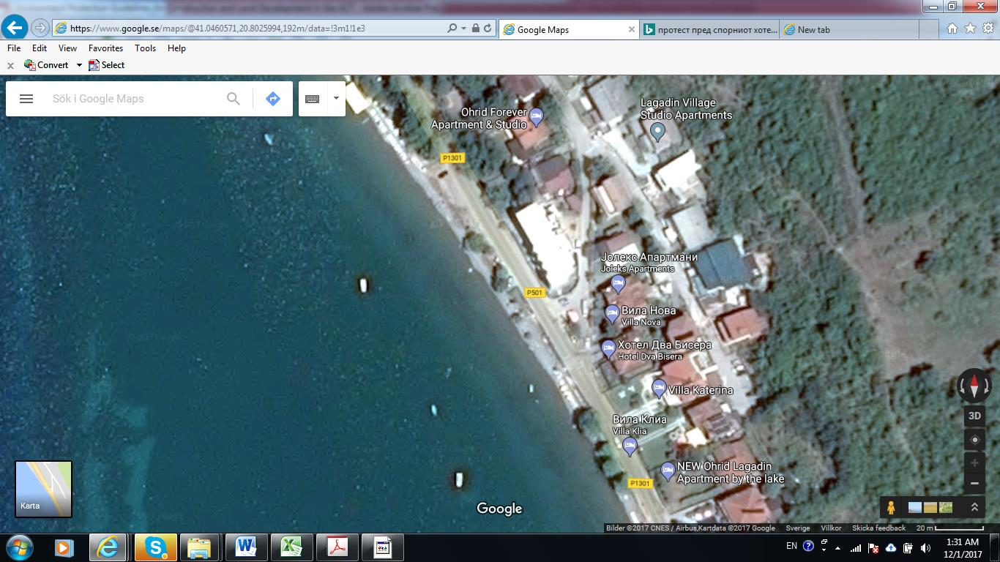 https://www.google.se/maps/@41.0460571,20.8025994,192m/data=!3m1!1e3
Google Maps
протест пред спорниот хоте...
New tab
File Edit View Favorites Tools Help
Convert Select
Sök i Google Maps
Ohrid Forever
Apartment & Studio
Lagadin Village
Studio Apartments
P1301
Јолекс Апартмани
Joleks Apartments
P501
Вила Нова
Villa Nova
Хотел Два Бисера
Hotel Dva Bisera
Villa Katerina
Вила Клиа
Villa Klia
NEW Ohrid Lagadin
Apartment by the lake
P1301
3D
Karta
Google
Bilder ©2017 CNES / Airbus,Kartdata ©2017 Google Sverige Villkor Skicka feedback 20 m
EN
1:31 AM
12/1/2017